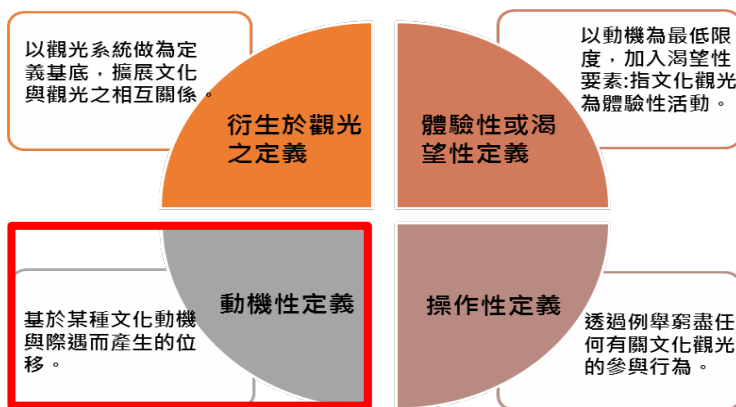 以觀光系統做為定
義基底，擴展文化
與觀光之相互關係。
衍生於觀光
之定義
體驗性或渴
望性定義
以動機為最低限
度，加入渴望性
要素:指文化觀光
為體驗性活動。
基於某種文化動機
與際遇而產生的位
移。
動機性定義
操作性定義
透過例舉窮盡任
何有關文化觀光
的參與行為。